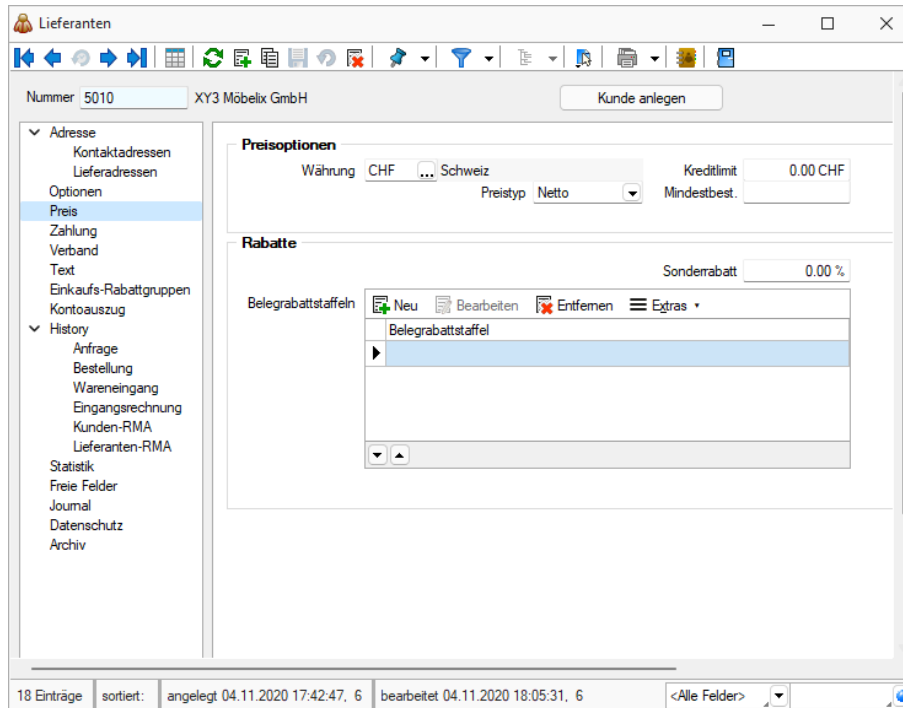 Lieferanten
Nummer 5010 XY3 Möbelix GmbH Kunde anlegen
Adresse
Kontaktadressen
Lieferadressen
Optionen
Preis
Zahlung
Verband
Text
Einkaufs-Rabattgruppen
Kontoauszug
History
Anfrage
Bestellung
Wareneingang
Eingangsrechnung
Kunden-RMA
Lieferanten-RMA
Statistik
Freie Felder
Journal
Datenschutz
Archiv
Preisoptionen
Währung CHF ... Schweiz Kreditlimit 0.00 CHF
Preistyp Netto Mindestbest.
Rabatte
Sonderrabatt 0.00 %
Belegrabattstaffeln Neu Bearbeiten Entfernen Extras
Belegrabattstaffel
18 Einträge sortiert: angelegt 04.11.2020 17:42:47, 6 bearbeitet 04.11.2020 18:05:31, 6 <Alle Felder>